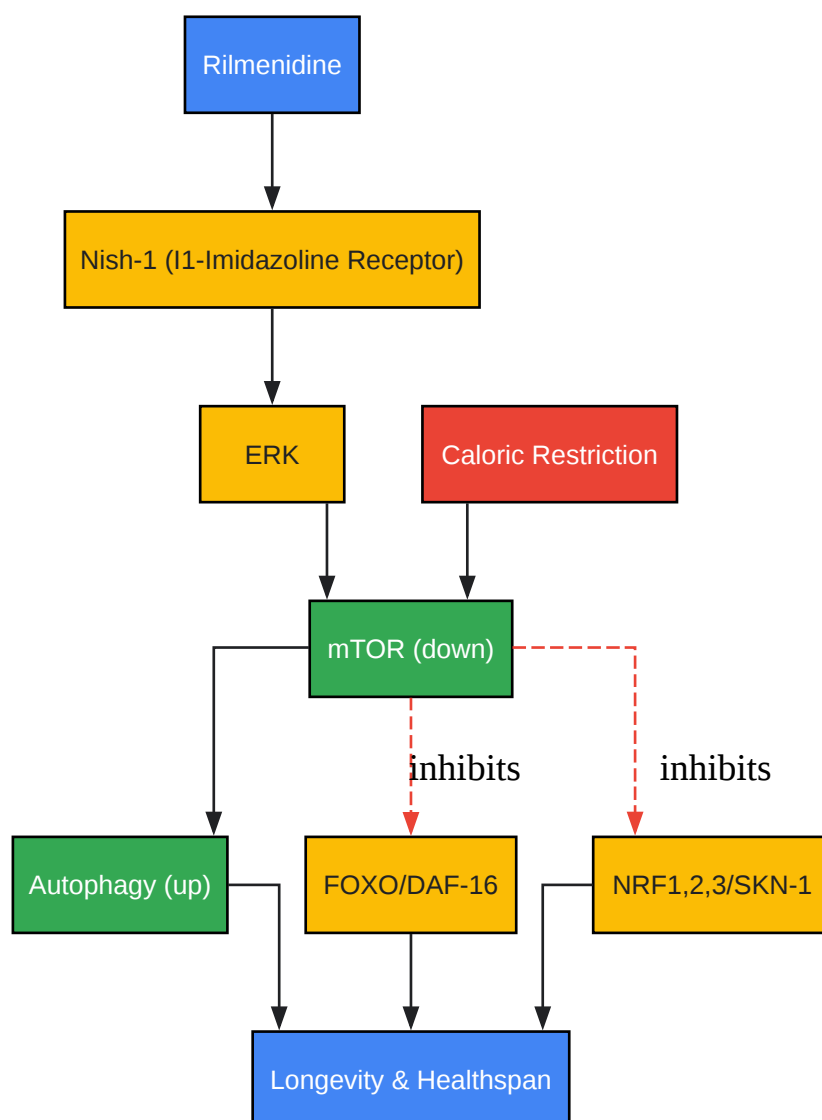 Rilmenidine
Nish-1 (I1-Imidazoline Receptor)
ERK
Caloric Restriction
mTOR (down)
inhibits
inhibits
Autophagy (up)
FOXO/DAF-16
NRF1,2,3/SKN-1
Longevity & Healthspan